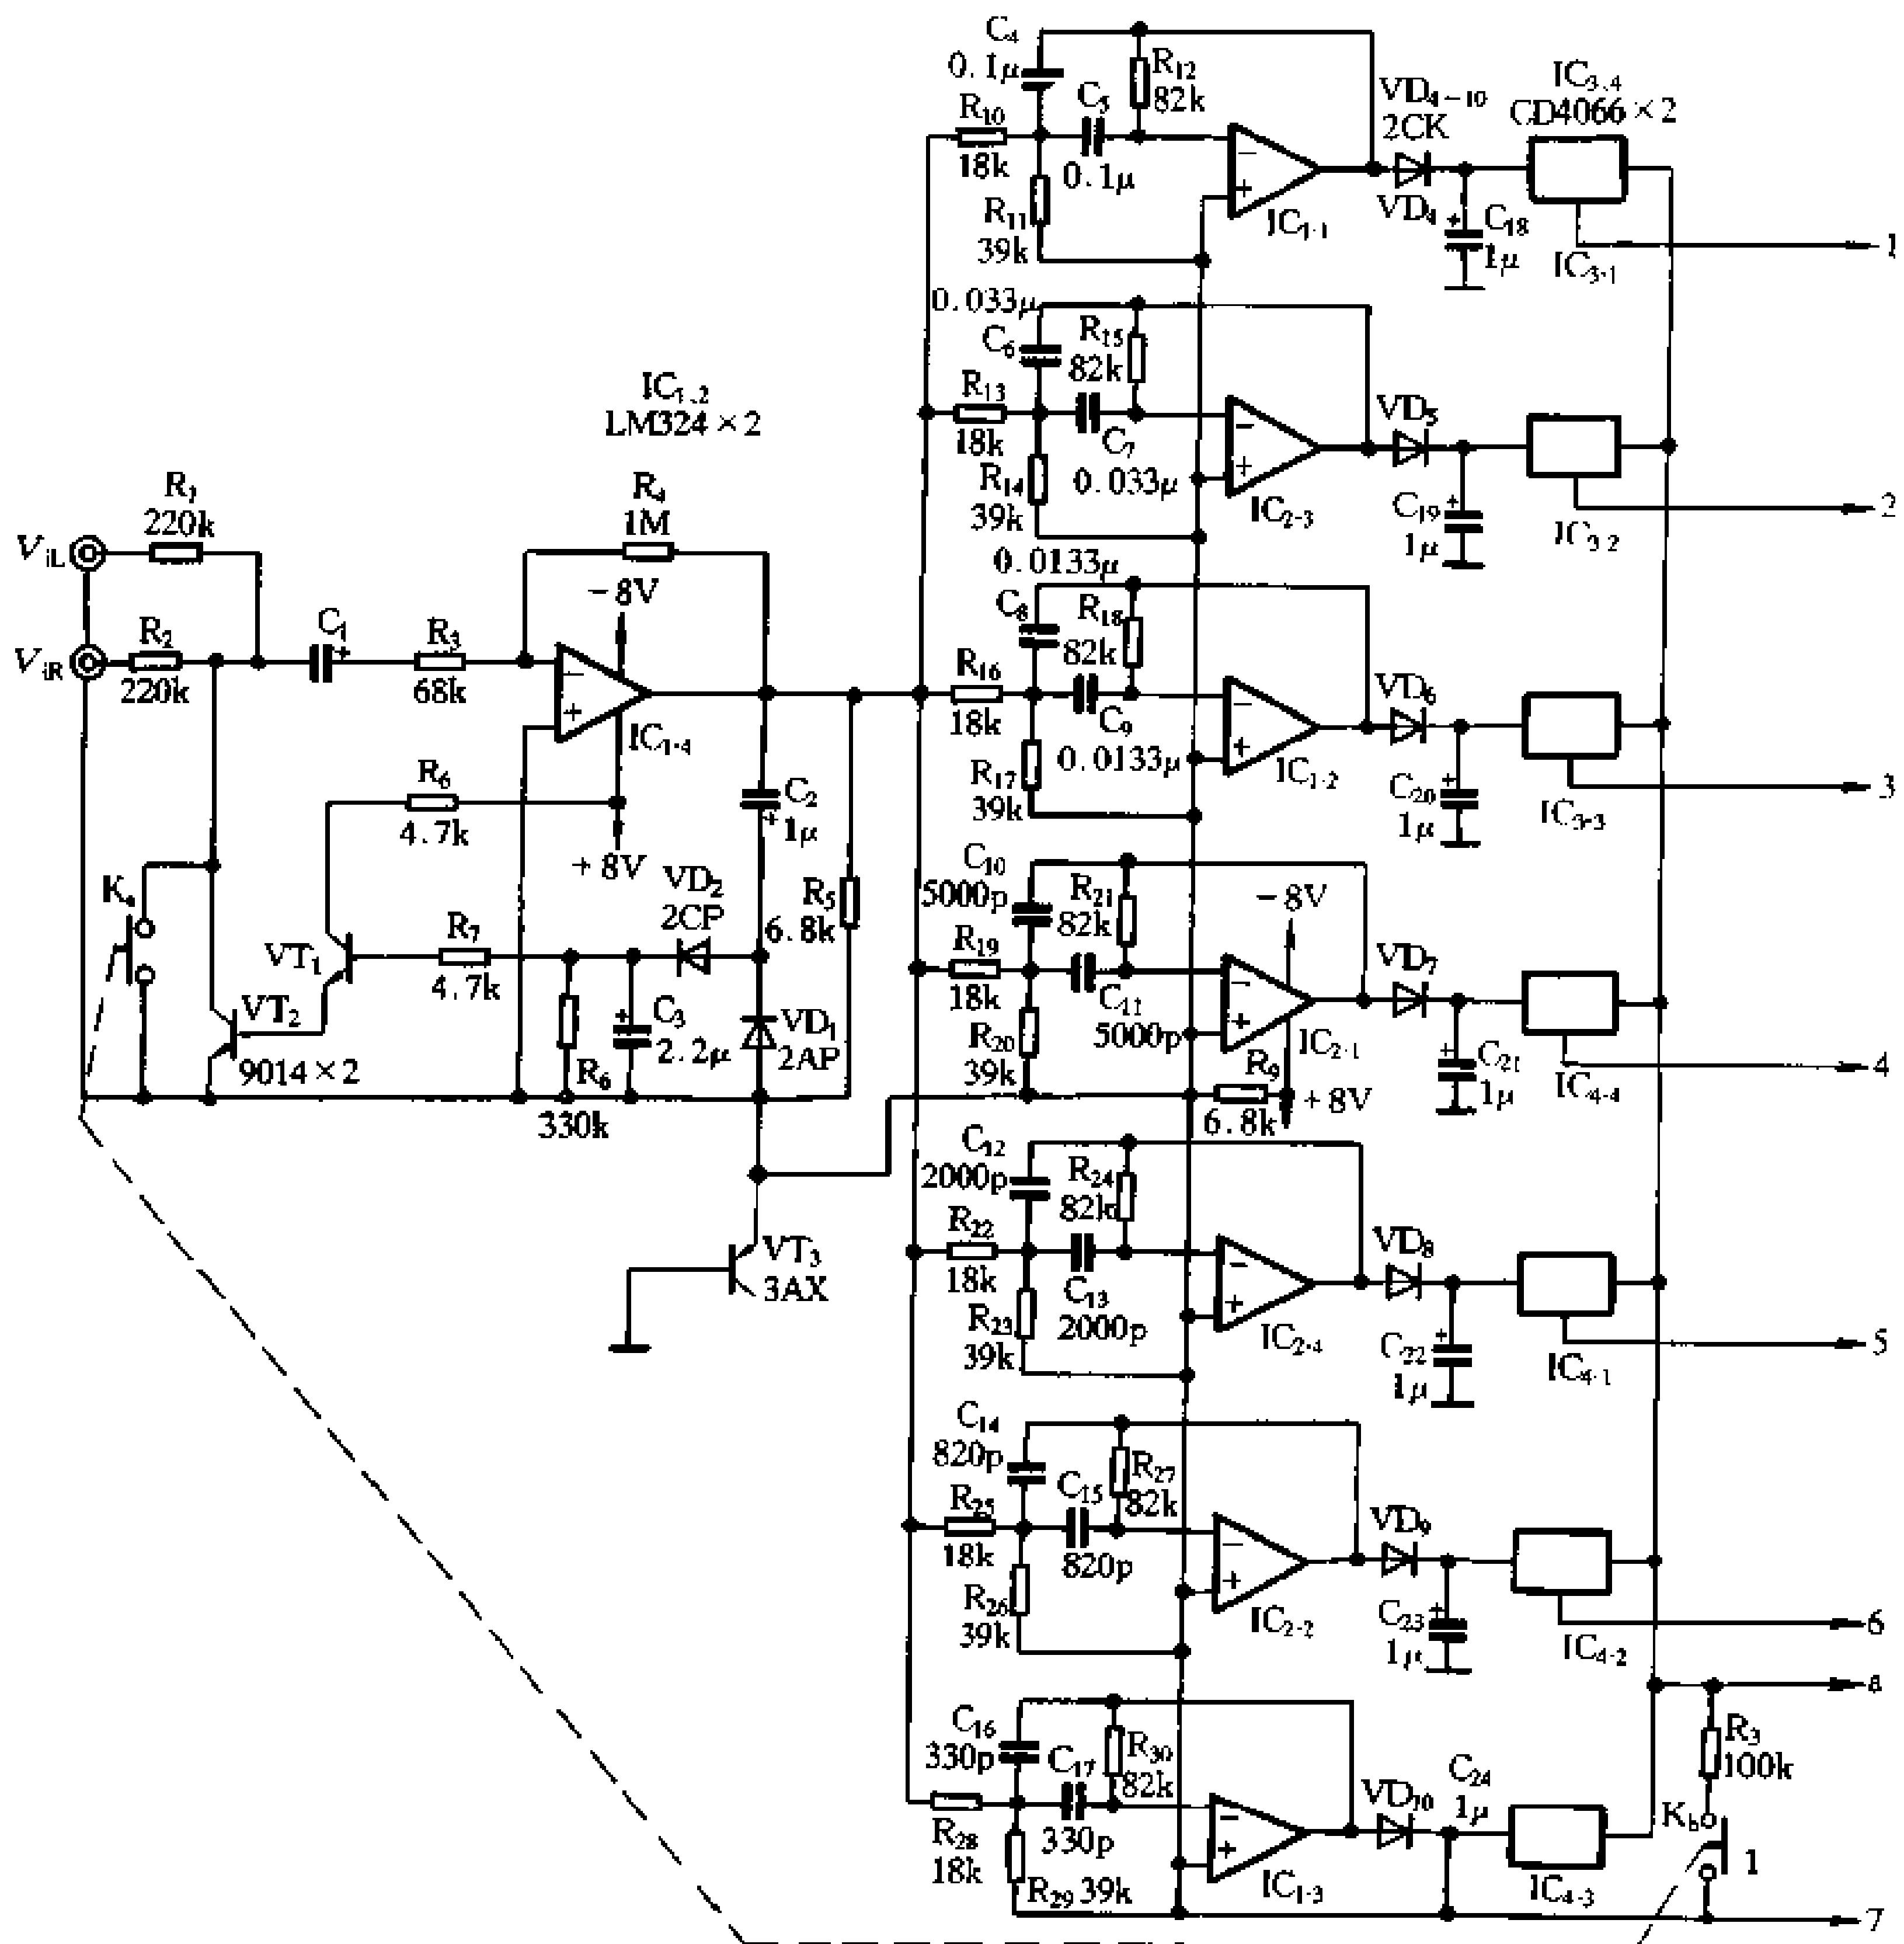 C₄
0.1μ
R₁₂
82k
C₅
0.1μ
R₁₀
18k
R₁₁
39k
−
+
IC₁₋₁
VD₄₋₁₀
2CK
VD₄
IC₃.₄
CD4066×2
C₁₈
+
1μ
IC₃₋₁
1
0.033μ
C₆
R₁₅
82k
R₁₃
18k
C₇
0.033μ
R₁₄
39k
−
+
IC₂₋₃
VD₅
C₁₉
+
1μ
IC₃₋₂
2
IC₁.₂
LM324×2
R₁
220k
V iL
R₂
220k
V iR
C₁
+
R₃
68k
R₄
1M
−8V
−
+
IC₁₋₄
R₆
4.7k
+8V
C₂
+
1μ
VD₂
2CP
R₅
6.8k
VT₁
R₇
4.7k
VT₂
9014×2
R₆
330k
C₃
+
2.2μ
VD₁
2AP
VT₃
3AX
0.0133μ
C₈
R₁₈
82k
R₁₆
18k
C₉
0.0133μ
R₁₇
39k
−
+
IC₁₋₂
VD₆
C₂₀
+
1μ
IC₃₋₃
3
C₁₀
5000p
R₂₁
82k
R₁₉
18k
C₁₁
5000p
R₂₀
39k
−8V
−
+
IC₂₋₁
R₉
6.8k
+8V
VD₇
C₂₁
+
1μ
IC₄₋₄
4
C₁₂
2000p
R₂₄
82k
R₂₂
18k
C₁₃
2000p
R₂₃
39k
−
+
IC₂₋₄
VD₈
C₂₂
+
1μ
IC₄₋₁
5
C₁₄
820p
R₂₇
82k
R₂₅
18k
C₁₅
820p
R₂₆
39k
−
+
IC₂₋₂
VD₉
C₂₃
+
1μ
IC₄₋₂
6
a
C₁₆
330p
R₃₀
82k
C₁₇
330p
R₂₈
18k
R₂₉ 39k
−
+
IC₁₋₃
VD₁₀
C₂₄
1μ
IC₄₋₃
R₃
100k
K b
1
7